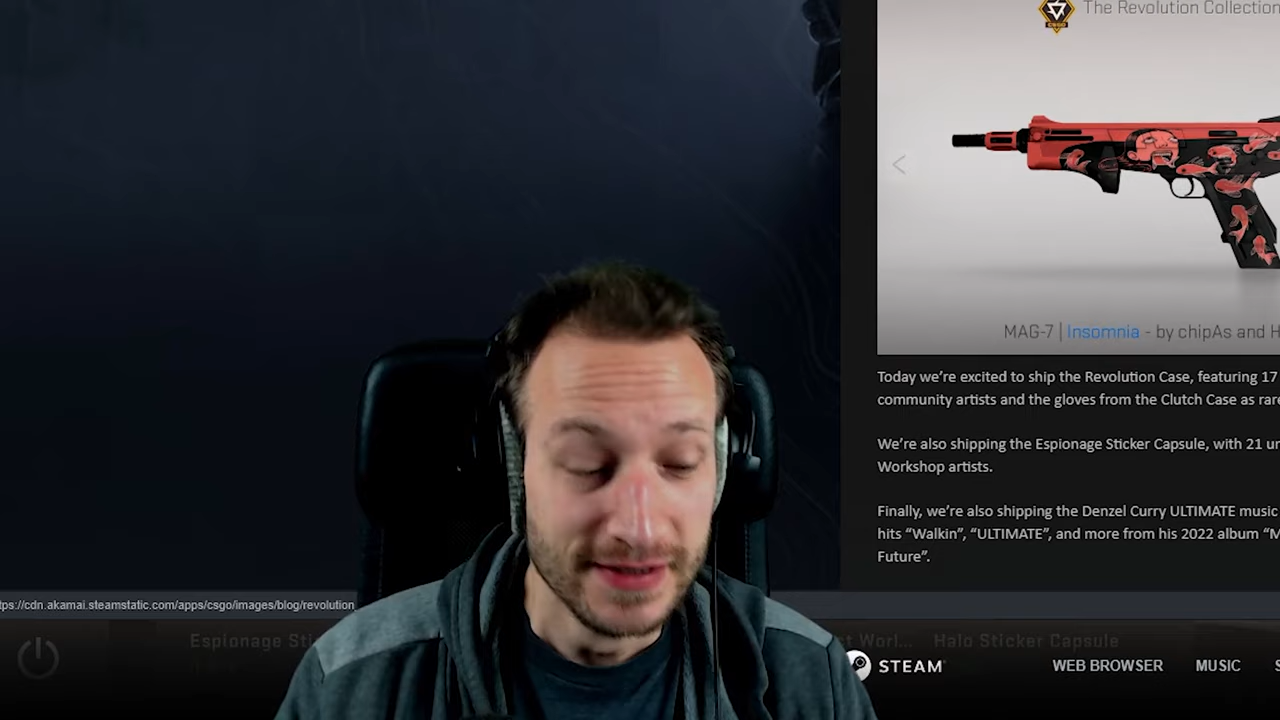 The Revolution Collection
MAG-7 | Insomnia - by chipAs and H
Today we're excited to ship the Revolution Case, featuring 17
community artists and the gloves from the Clutch Case as rar
We're also shipping the Espionage Sticker Capsule, with 21 u
Workshop artists.
Finally, we're also shipping the Denzel Curry ULTIMATE music
hits “Walkin”, “ULTIMATE”, and more from his 2022 album “M
Future”.
tps://cdn.akamai.steamstatic.com/apps/csgo/images/blog/revolution
Espionage Sti
st Worl... Halo Sticker Capsule
STEAM
WEB BROWSER
MUSIC